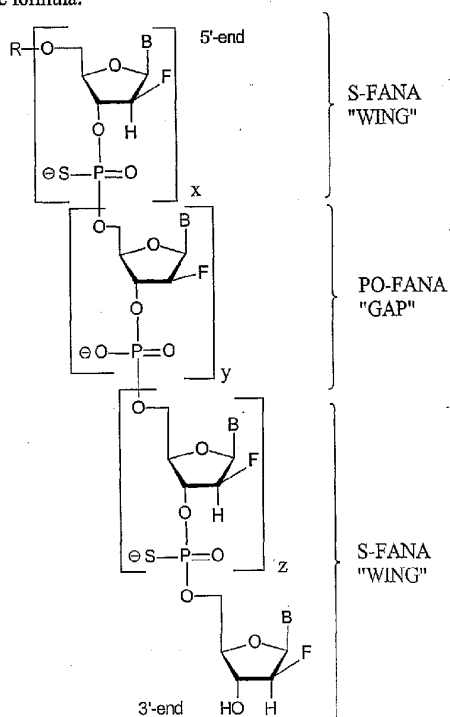 e formula:
5'-end
R O O B F
O H
⊖S-P=O
x
S-FANA
"WING"
O O B F
O
⊖O-P=O
y
PO-FANA
"GAP"
O O B F
O H
⊖S-P=O
z
S-FANA
"WING"
O O B F
3'-end HO H